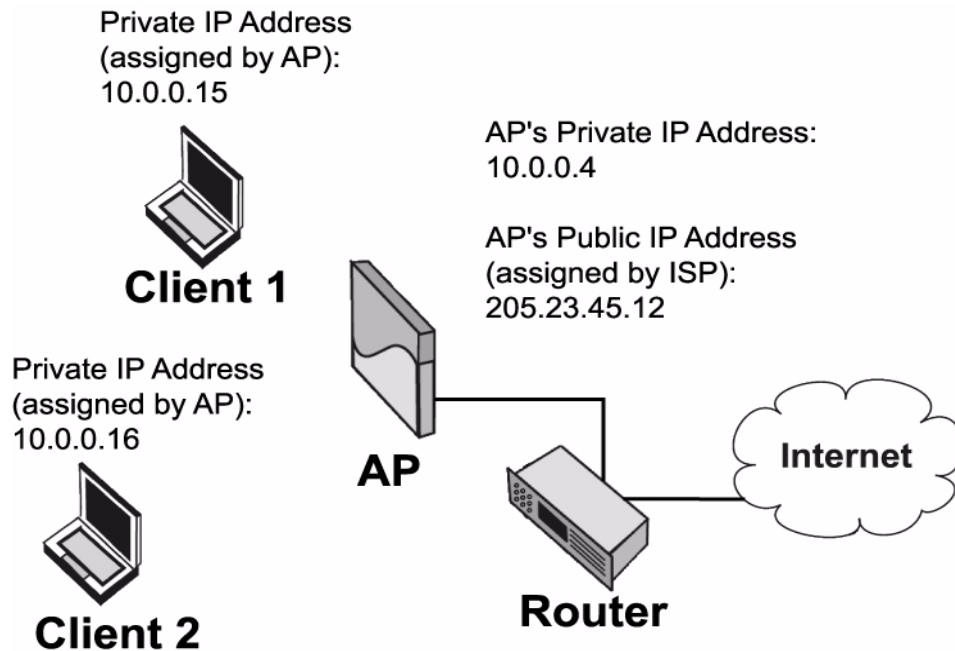 Private IP Address
(assigned by AP):
10.0.0.15
Client 1
AP's Private IP Address:
10.0.0.4
AP's Public IP Address
(assigned by ISP):
205.23.45.12
Private IP Address
(assigned by AP):
10.0.0.16
Client 2
AP
Router
Internet